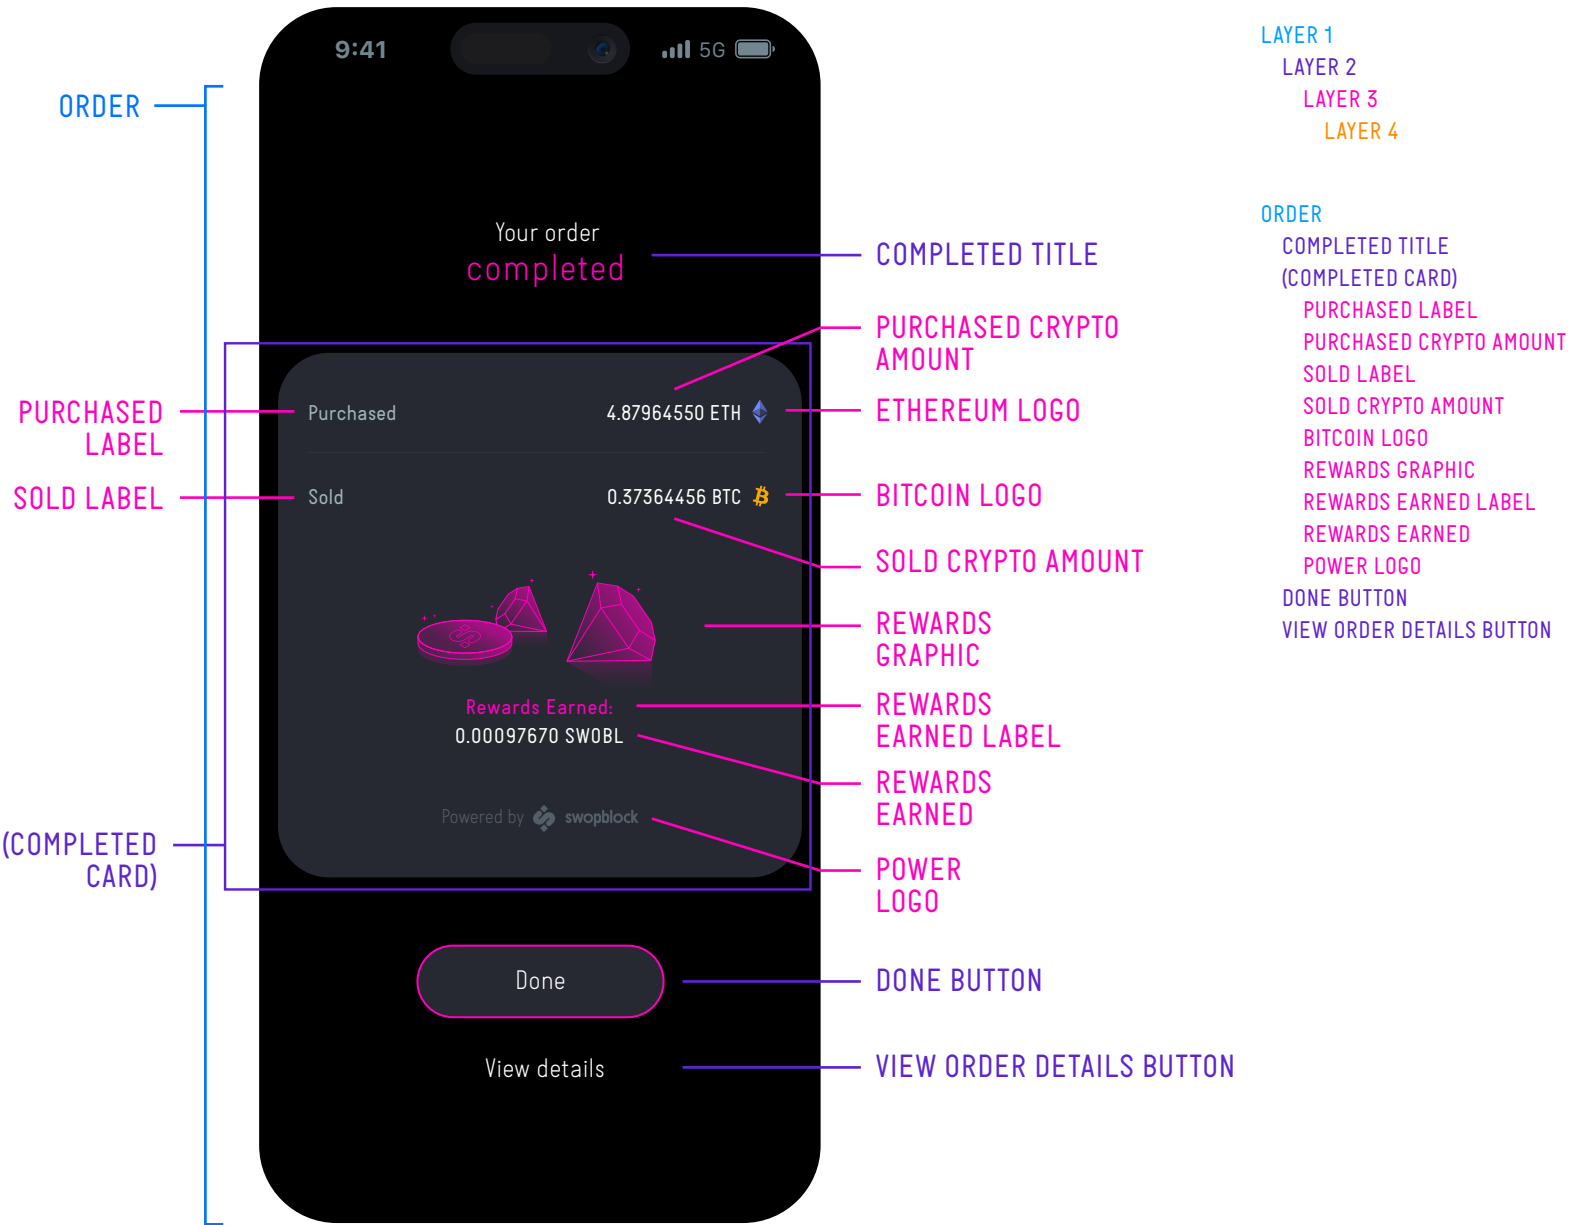 9:41
5G
ORDER
Your order
completed
COMPLETED TITLE
PURCHASED CRYPTO
AMOUNT
PURCHASED
LABEL
Purchased
4.87964550 ETH
ETHEREUM LOGO
SOLD LABEL
Sold
0.37364456 BTC
BITCOIN LOGO
SOLD CRYPTO AMOUNT
REWARDS
GRAPHIC
Rewards Earned:
0.00097670 SWOBL
REWARDS
EARNED LABEL
REWARDS
EARNED
Powered by swopblock
(COMPLETED
CARD)
POWER
LOGO
Done
DONE BUTTON
View details
VIEW ORDER DETAILS BUTTON
LAYER 1
LAYER 2
LAYER 3
LAYER 4
ORDER
COMPLETED TITLE
(COMPLETED CARD)
PURCHASED LABEL
PURCHASED CRYPTO AMOUNT
SOLD LABEL
SOLD CRYPTO AMOUNT
BITCOIN LOGO
REWARDS GRAPHIC
REWARDS EARNED LABEL
REWARDS EARNED
POWER LOGO
DONE BUTTON
VIEW ORDER DETAILS BUTTON